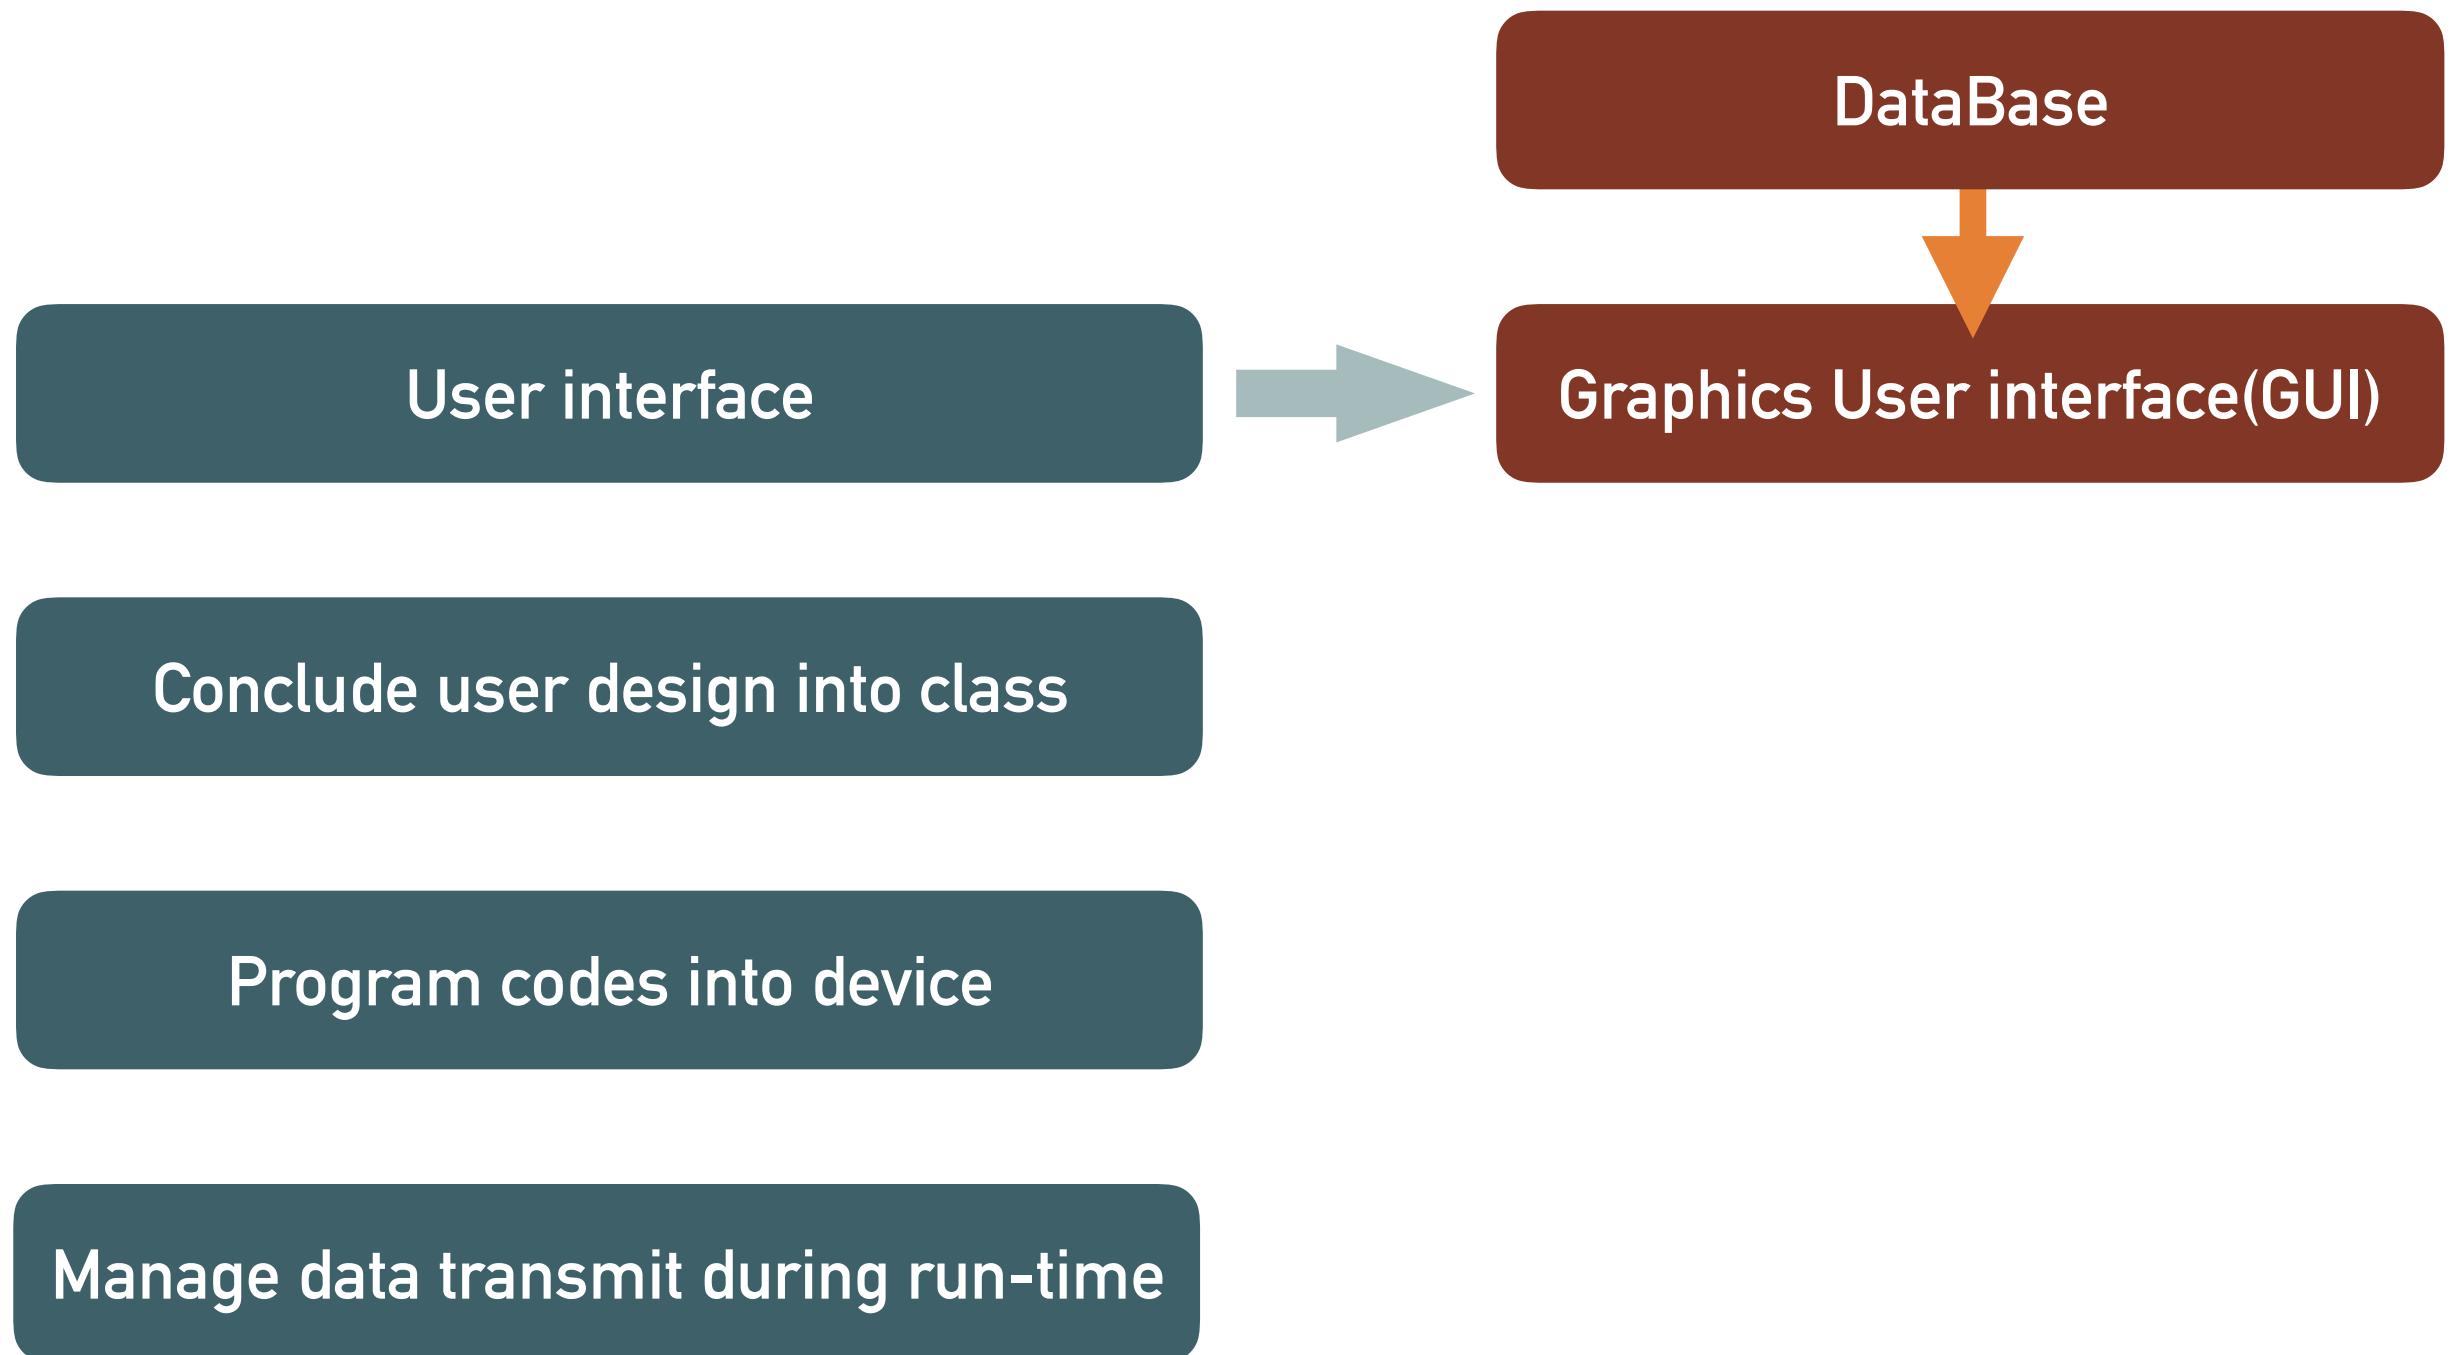 DataBase
User interface
Graphics User interface(GUI)
Conclude user design into class
Program codes into device
Manage data transmit during run-time